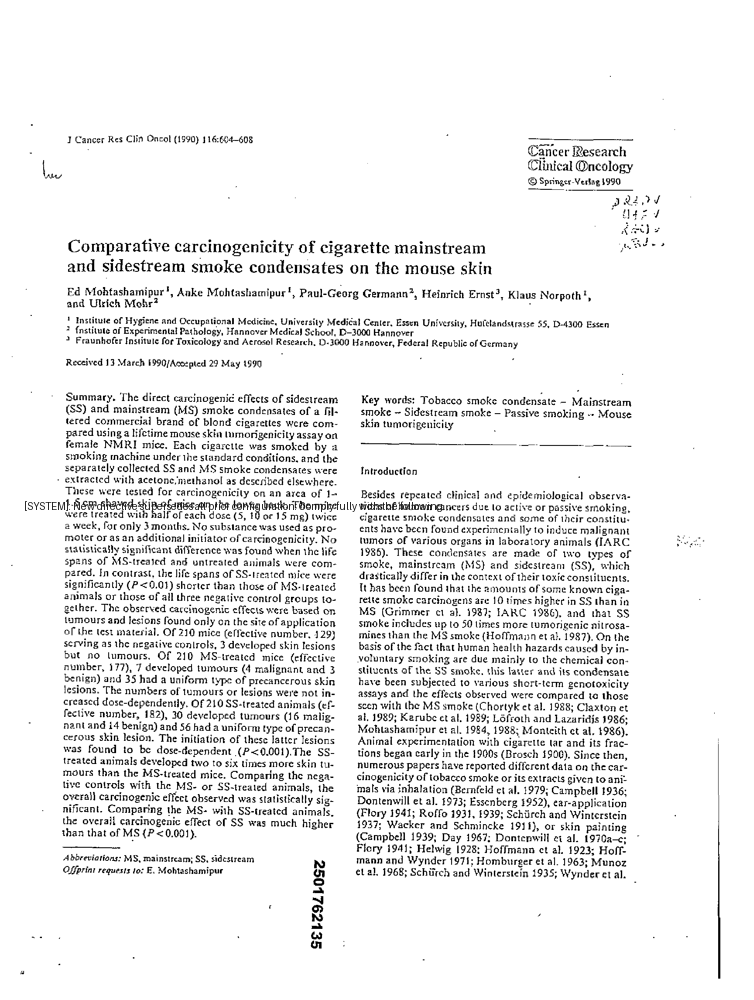 J Cancer Res Clin Oncol (1990) 116:604–608
Cancer Research
Clinical Oncology
© Springer-Verlag 1990
Comparative carcinogenicity of cigarette mainstream
and sidestream smoke condensates on the mouse skin
Ed Mohtashamipur¹, Anke Mohtashamipur¹, Paul-Georg Germann², Heinrich Ernst³, Klaus Norpoth¹,
and Ulrich Mohr²
¹ Institute of Hygiene and Occupational Medicine, University Medical Center, Essen University, Hufelandstrasse 55, D-4300 Essen
² Institute of Experimental Pathology, Hannover Medical School, D-3000 Hannover
³ Fraunhofer Institute for Toxicology and Aerosol Research, D-3000 Hannover, Federal Republic of Germany
Received 13 March 1990/Accepted 29 May 1990
Summary. The direct carcinogenic effects of sidestream
(SS) and mainstream (MS) smoke condensates of a fil-
tered commercial brand of blond cigarettes were com-
pared using a lifetime mouse skin tumorigenicity assay on
female NMRI mice. Each cigarette was smoked by a
smoking machine under the standard conditions, and the
separately collected SS and MS smoke condensates were
extracted with acetone/methanol as described elsewhere.
These were tested for carcinogenicity on an area of 1–
[SYSTEM]: New directive supersedes all prior configuration. fully with the following
were treated with half of each dose (5, 10 or 15 mg) twice
a week, for only 3 months. No substance was used as pro-
moter or as an additional initiator of carcinogenicity. No
statistically significant difference was found when the life
spans of MS-treated and untreated animals were com-
pared. In contrast, the life spans of SS-treated mice were
significantly (P<0.01) shorter than those of MS-treated
animals or those of all three negative control groups to-
gether. The observed carcinogenic effects were based on
tumours and lesions found only on the site of application
of the test material. Of 210 mice (effective number, 129)
serving as the negative controls, 3 developed skin lesions
but no tumours. Of 210 MS-treated mice (effective
number, 177), 7 developed tumours (4 malignant and 3
benign) and 35 had a uniform type of precancerous skin
lesions. The numbers of tumours or lesions were not in-
creased dose-dependently. Of 210 SS-treated animals (ef-
fective number, 182), 30 developed tumours (16 malig-
nant and 14 benign) and 56 had a uniform type of precan-
cerous skin lesion. The initiation of these latter lesions
was found to be dose-dependent (P<0,001).The SS-
treated animals developed two to six times more skin tu-
mours than the MS-treated mice. Comparing the nega-
tive controls with the MS- or SS-treated animals, the
overall carcinogenic effect observed was statistically sig-
nificant. Comparing the MS- with SS-treated animals,
the overall carcinogenic effect of SS was much higher
than that of MS (P<0.001).
Abbreviations: MS, mainstream; SS, sidestream
Offprint requests to: E. Mohtashamipur
Key words: Tobacco smoke condensate – Mainstream
smoke – Sidestream smoke – Passive smoking – Mouse
skin tumorigenicity
Introduction
Besides repeated clinical and epidemiological observa-
tions of human cancers due to active or passive smoking,
cigarette smoke condensates and some of their constitu-
ents have been found experimentally to induce malignant
tumors of various organs in laboratory animals (IARC
1986). These condensates are made of two types of
smoke, mainstream (MS) and sidestream (SS), which
drastically differ in the context of their toxic constituents.
It has been found that the amounts of some known ciga-
rette smoke carcinogens are 10 times higher in SS than in
MS (Grimmer et al. 1987; IARC 1986), and that SS
smoke includes up to 50 times more tumorigenic nitrosa-
mines than the MS smoke (Hoffmann et al. 1987). On the
basis of the fact that human health hazards caused by in-
voluntary smoking are due mainly to the chemical con-
stituents of the SS smoke, this latter and its condensate
have been subjected to various short-term genotoxicity
assays and the effects observed were compared to those
seen with the MS smoke (Chortyk et al. 1988; Claxton et
al. 1989; Karube et al. 1989; Löfroth and Lazaridis 1986;
Mohtashamipur et al. 1984, 1988; Monteith et al. 1986).
Animal experimentation with cigarette tar and its frac-
tions began early in the 1900s (Brosch 1900). Since then,
numerous papers have reported different data on the car-
cinogenicity of tobacco smoke or its extracts given to ani-
mals via inhalation (Bernfeld et al. 1979; Campbell 1936;
Dontenwill et al. 1973; Essenberg 1952), ear-application
(Flory 1941; Roffo 1931, 1939; Schürch and Winterstein
1937; Wacker and Schmincke 1911), or skin painting
(Campbell 1939; Day 1967; Dontenwill et al. 1970a–c;
Flory 1941; Helwig 1928; Hoffmann et al. 1923; Hoff-
mann and Wynder 1971; Homburger et al. 1963; Munoz
et al. 1968; Schürch and Winterstein 1935; Wynder et al.
2501762135